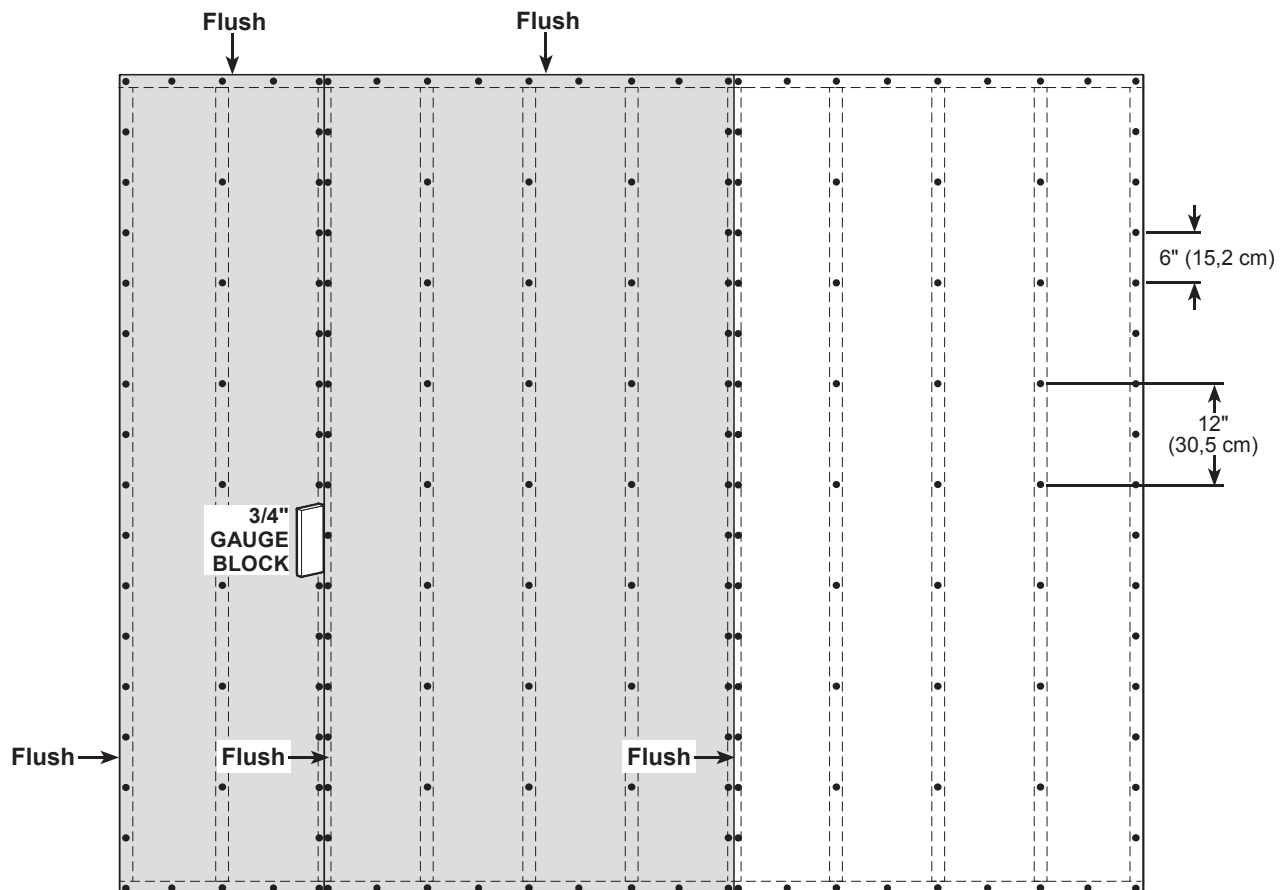 Flush
Flush
6" (15,2 cm)
12"
(30,5 cm)
3/4"
GAUGE
BLOCK
Flush
Flush
Flush